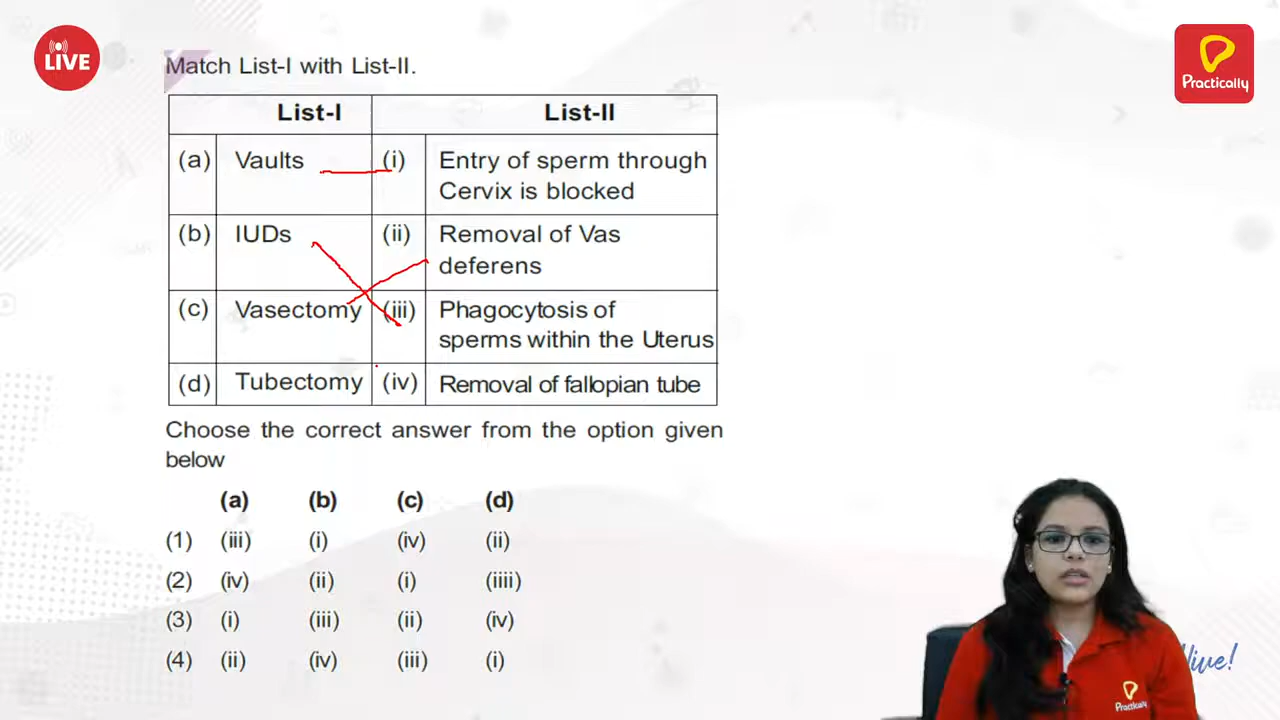 LIVE
Practically
Match List-I with List-II.
List-I List-II
(a) Vaults (i) Entry of sperm through
Cervix is blocked
(b) IUDs (ii) Removal of Vas
deferens
(c) Vasectomy (iii) Phagocytosis of
sperms within the Uterus
(d) Tubectomy (iv) Removal of fallopian tube
Choose the correct answer from the option given
below
(a) (b) (c) (d)
(1) (iii) (i) (iv) (ii)
(2) (iv) (ii) (i) (iiii)
(3) (i) (iii) (ii) (iv)
(4) (ii) (iv) (iii) (i)
Practically